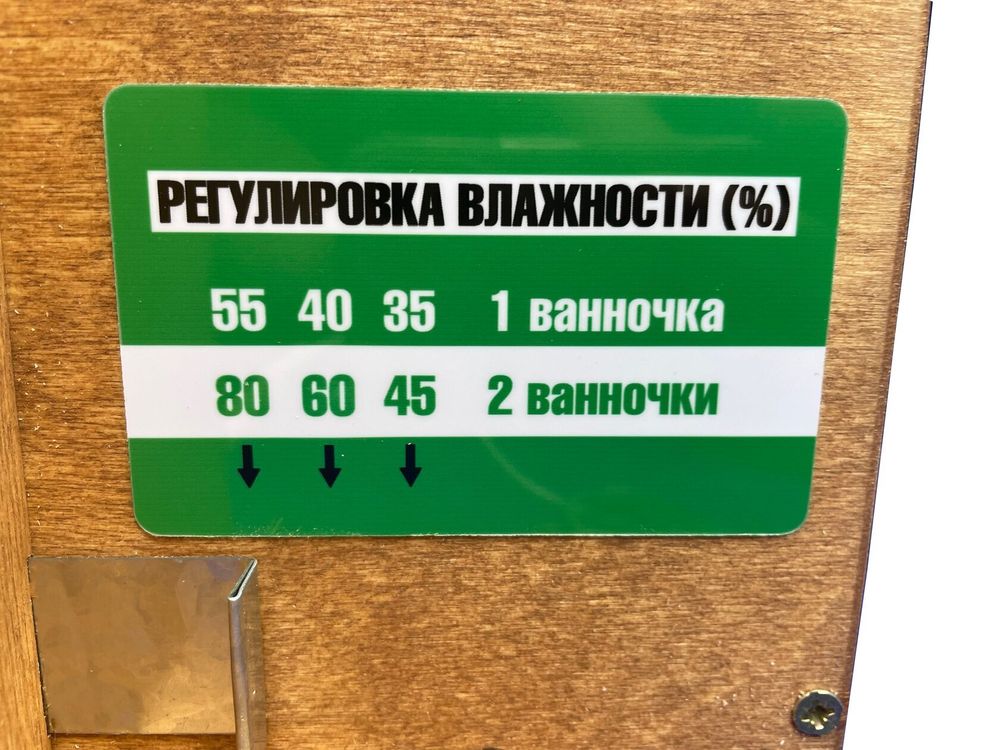 РЕГУЛИРОВКА ВЛАЖНОСТИ (%)
55 40 35 1 ванночка
80 60 45 2 ванночки